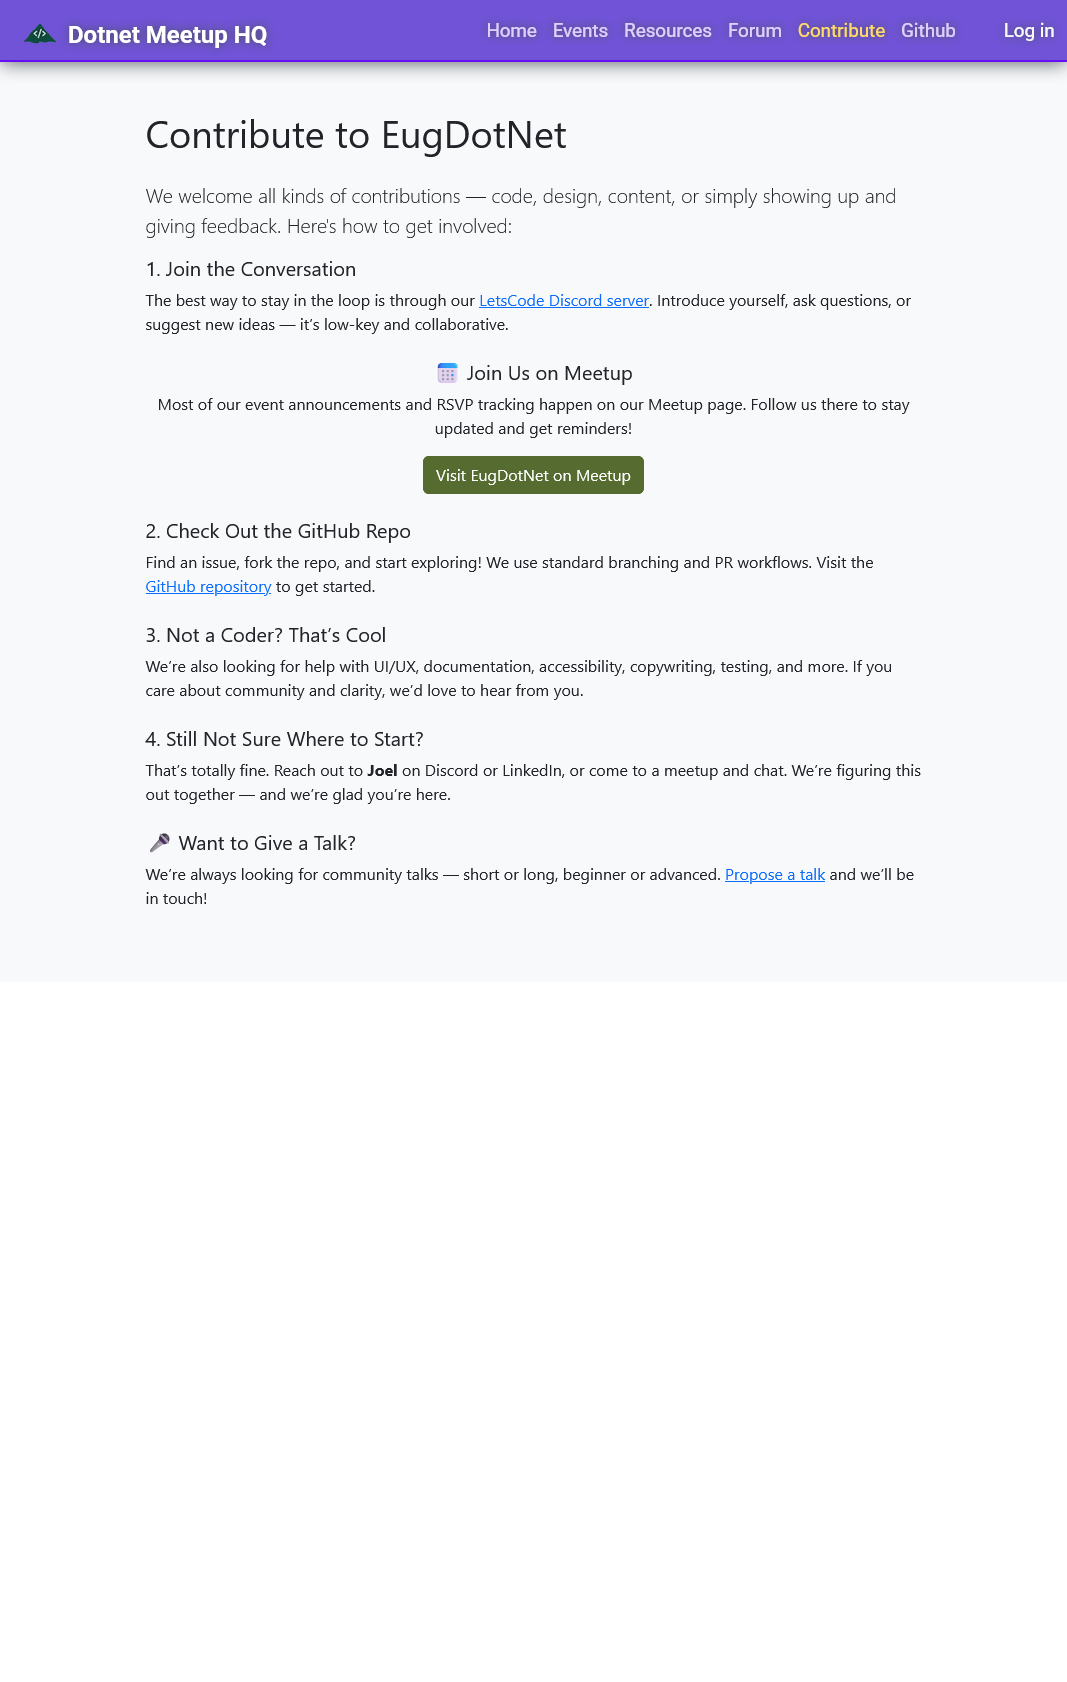 Dotnet Meetup HQ
Home Events Resources Forum Contribute Github Log in
Contribute to EugDotNet
We welcome all kinds of contributions — code, design, content, or simply showing up and
giving feedback. Here's how to get involved:
1. Join the Conversation
The best way to stay in the loop is through our LetsCode Discord server. Introduce yourself, ask questions, or
suggest new ideas — it’s low-key and collaborative.
Join Us on Meetup
Most of our event announcements and RSVP tracking happen on our Meetup page. Follow us there to stay
updated and get reminders!
Visit EugDotNet on Meetup
2. Check Out the GitHub Repo
Find an issue, fork the repo, and start exploring! We use standard branching and PR workflows. Visit the
GitHub repository to get started.
3. Not a Coder? That’s Cool
We’re also looking for help with UI/UX, documentation, accessibility, copywriting, testing, and more. If you
care about community and clarity, we’d love to hear from you.
4. Still Not Sure Where to Start?
That’s totally fine. Reach out to Joel on Discord or LinkedIn, or come to a meetup and chat. We’re figuring this
out together — and we’re glad you’re here.
Want to Give a Talk?
We’re always looking for community talks — short or long, beginner or advanced. Propose a talk and we’ll be
in touch!